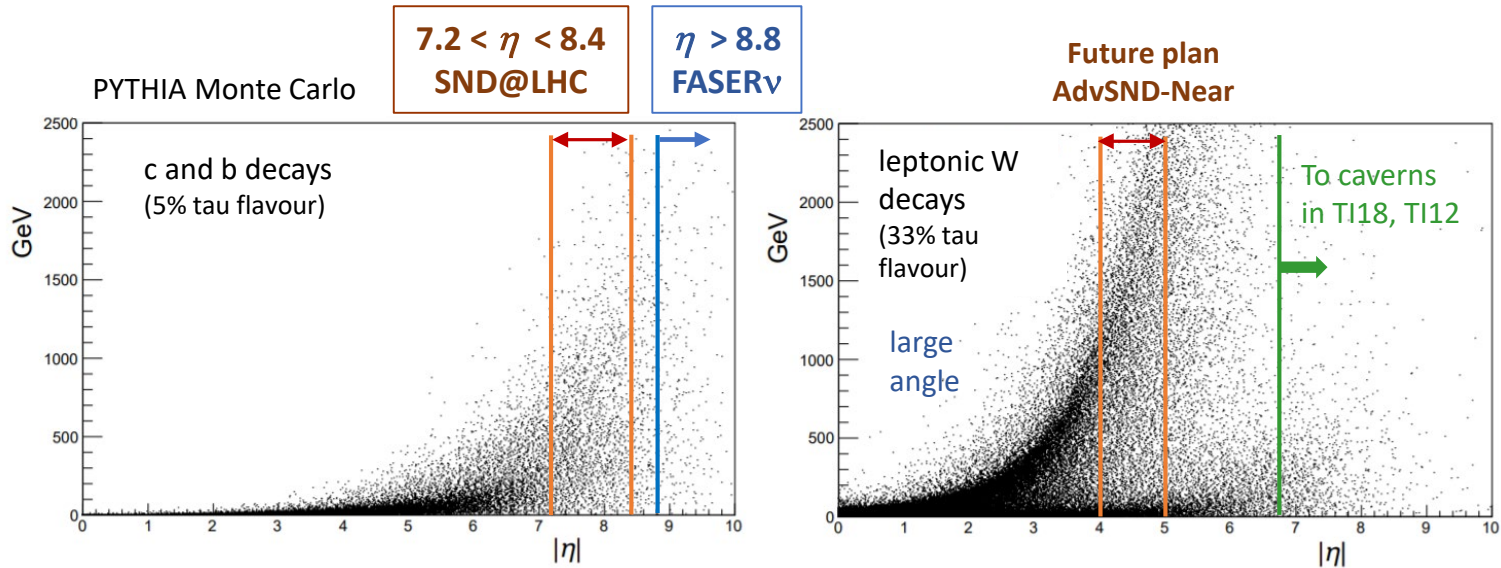 PYTHIA Monte Carlo
7.2 < η < 8.4
SND@LHC
η > 8.8
FASERν
Future plan
AdvSND-Near
2500
2000
1500
1000
500
0
GeV
c and b decays
(5% tau flavour)
0 1 2 3 4 5 6 7 8 9 10
|η|
2500
2000
1500
1000
500
0
GeV
leptonic W
decays
(33% tau
flavour)
large
angle
To caverns
in TI18, TI12
0 1 2 3 4 5 6 7 8 9 10
|η|